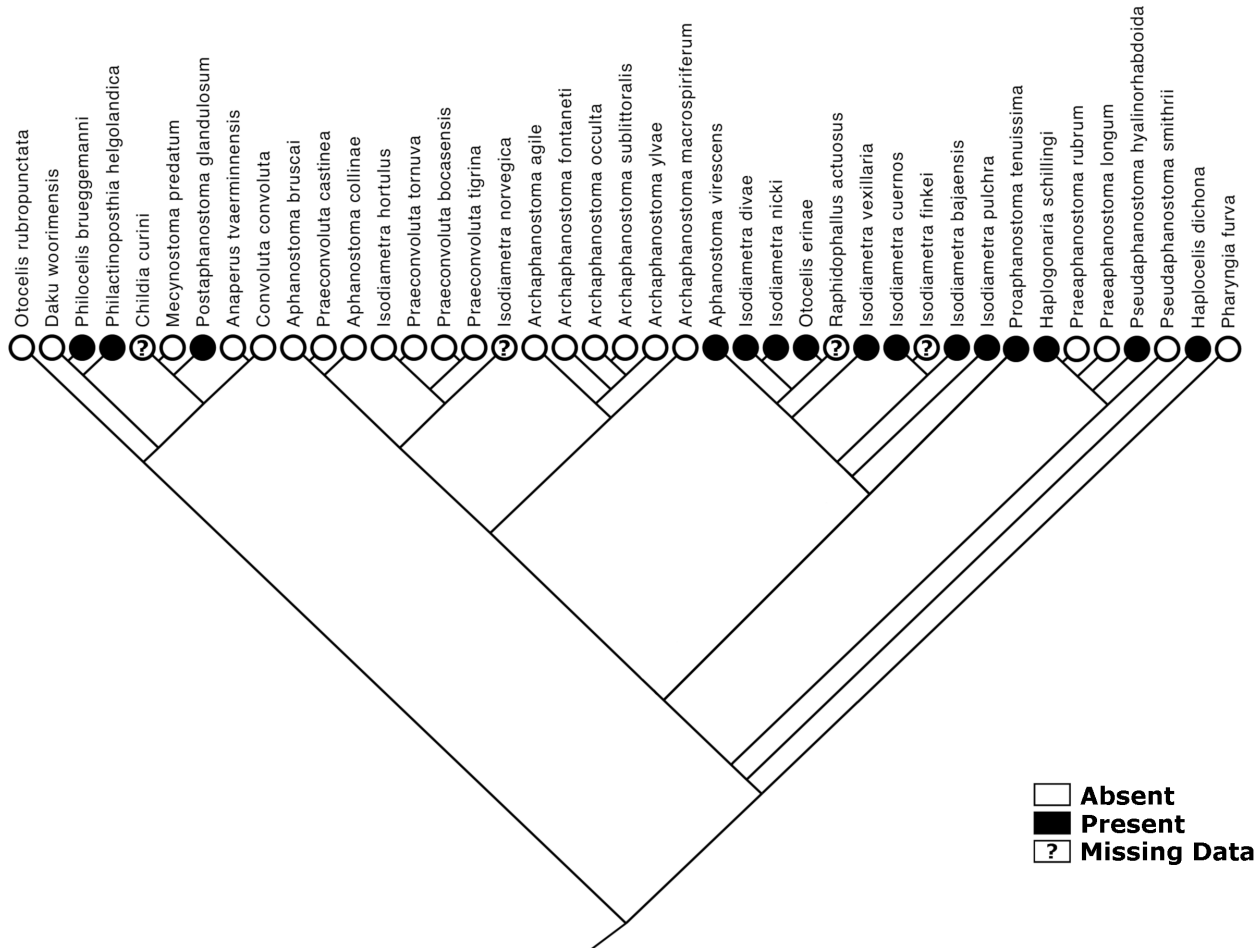 Otocelis rubropunctata
Daku woorimensis
Philocelis brueggemanni
Philactinoposthia helgolandica
Childia curini
Mecynostoma predatum
Postaphanostoma glandulosum
Anaperus tvaerminnensis
Convoluta convoluta
Aphanostoma bruscai
Praeconvoluta castinea
Aphanostoma collinae
Isodiametra hortulus
Praeconvoluta tornuva
Praeconvoluta bocasensis
Praeconvoluta tigrina
Isodiametra norvegica
Archaphanostoma agile
Archaphanostoma fontaneti
Archaphanostoma occulta
Archaphanostoma sublittoralis
Archaphanostoma ylvae
Archaphanostoma macrospiriferum
Aphanostoma virescens
Isodiametra divae
Isodiametra nicki
Otocelis erinae
Raphidophallus actuosus
Isodiametra vexillaria
Isodiametra cuernos
Isodiametra finkei
Isodiametra bajaensis
Isodiametra pulchra
Proaphanostoma tenuissima
Haplogonaria schillingi
Praeaphanostoma rubrum
Praeaphanostoma longum
Pseudaphanostoma hyalinorhabdoida
Pseudaphanostoma smithrii
Haplocelis dichona
Pharyngia furva
?
?
?
?
Absent
Present
? Missing Data